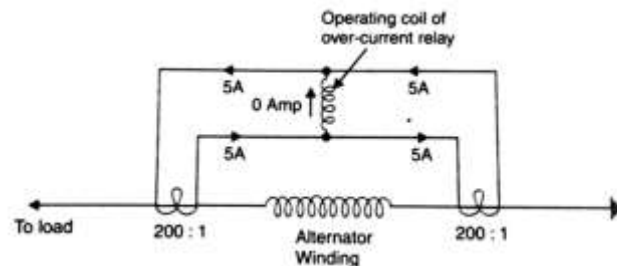 Operating coil of
over-current relay
5A
5A
0 Amp
5A
5A
To load
200 : 1
Alternator
Winding
200 : 1